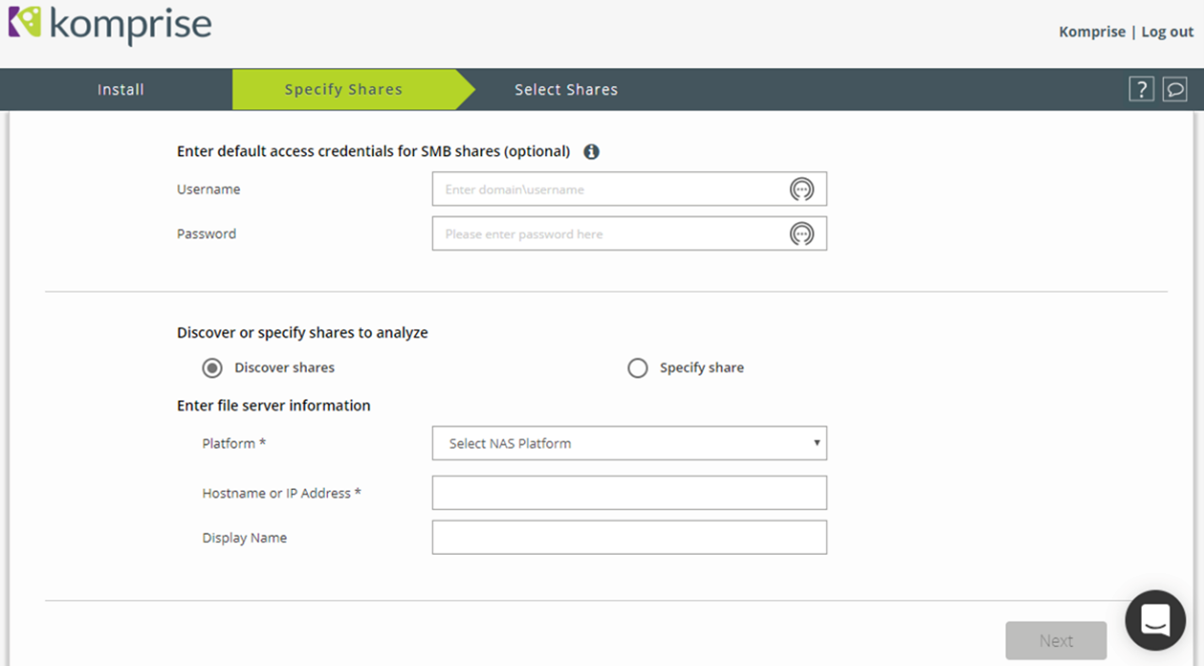 komprise
Komprise | Log out
Install Specify Shares Select Shares ?
Enter default access credentials for SMB shares (optional) i
Username Enter domain\username
Password Please enter password here
Discover or specify shares to analyze
Discover shares Specify share
Enter file server information
Platform * Select NAS Platform
Hostname or IP Address *
Display Name
Next